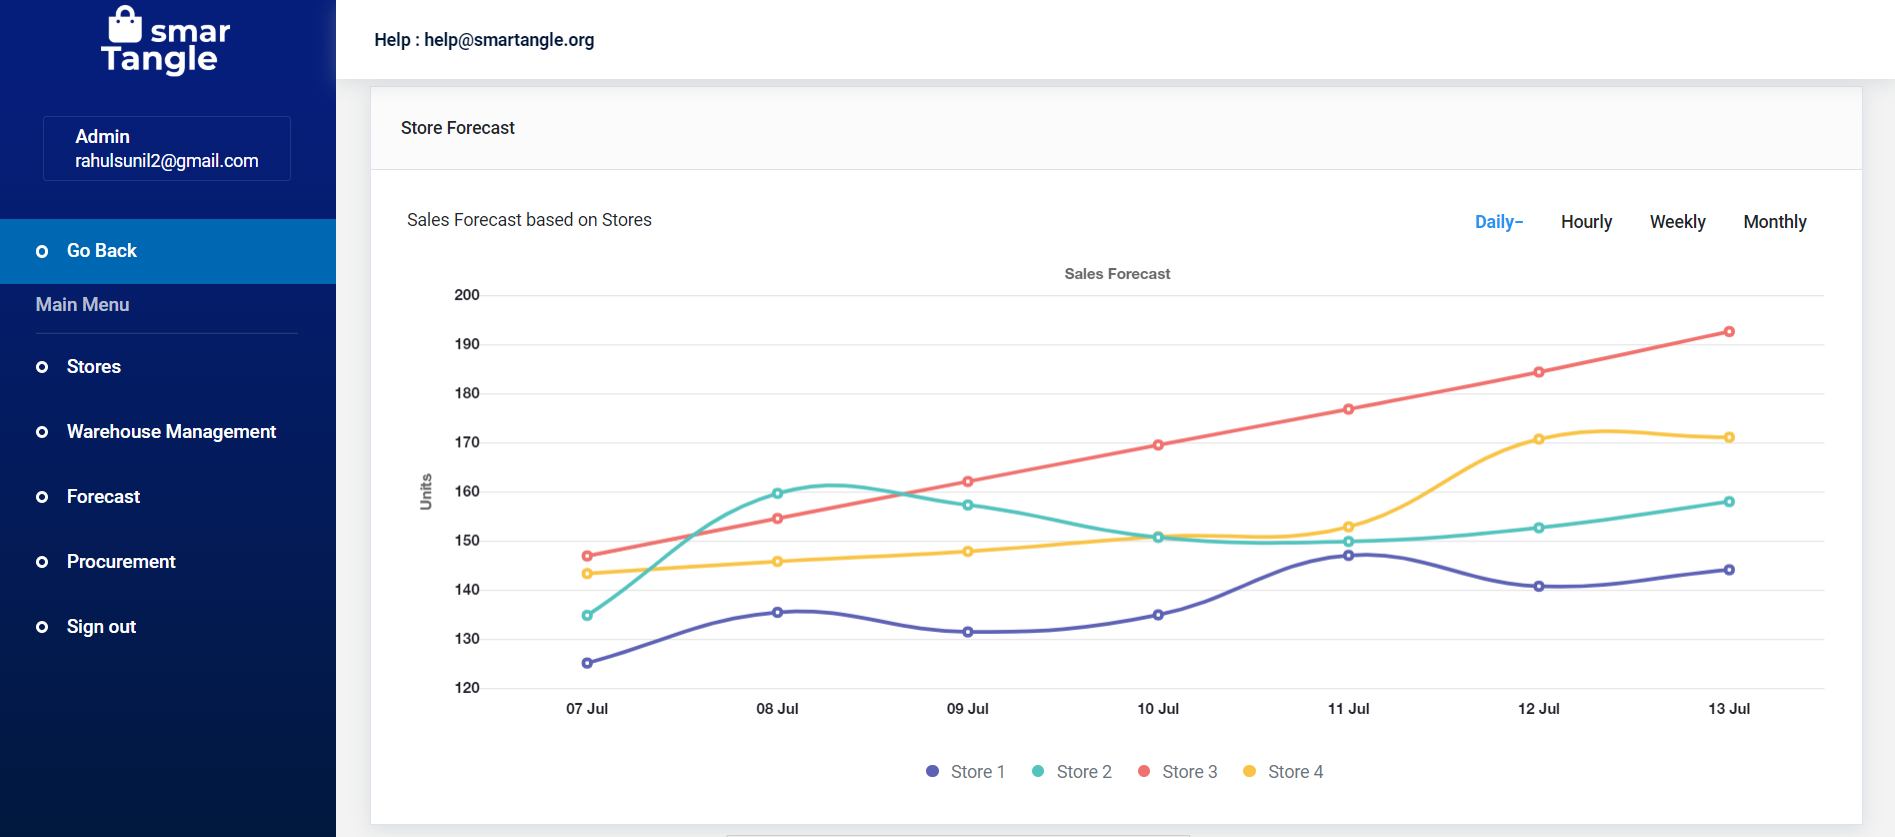 smar
Tangle
Admin
rahulsunil2@gmail.com
Go Back
Main Menu
Stores
Warehouse Management
Forecast
Procurement
Sign out
Help : help@smartangle.org
Store Forecast
Sales Forecast based on Stores
Daily– Hourly Weekly Monthly
Sales Forecast
200
190
180
170
160
150
140
130
120
Units
07 Jul 08 Jul 09 Jul 10 Jul 11 Jul 12 Jul 13 Jul
Store 1 Store 2 Store 3 Store 4